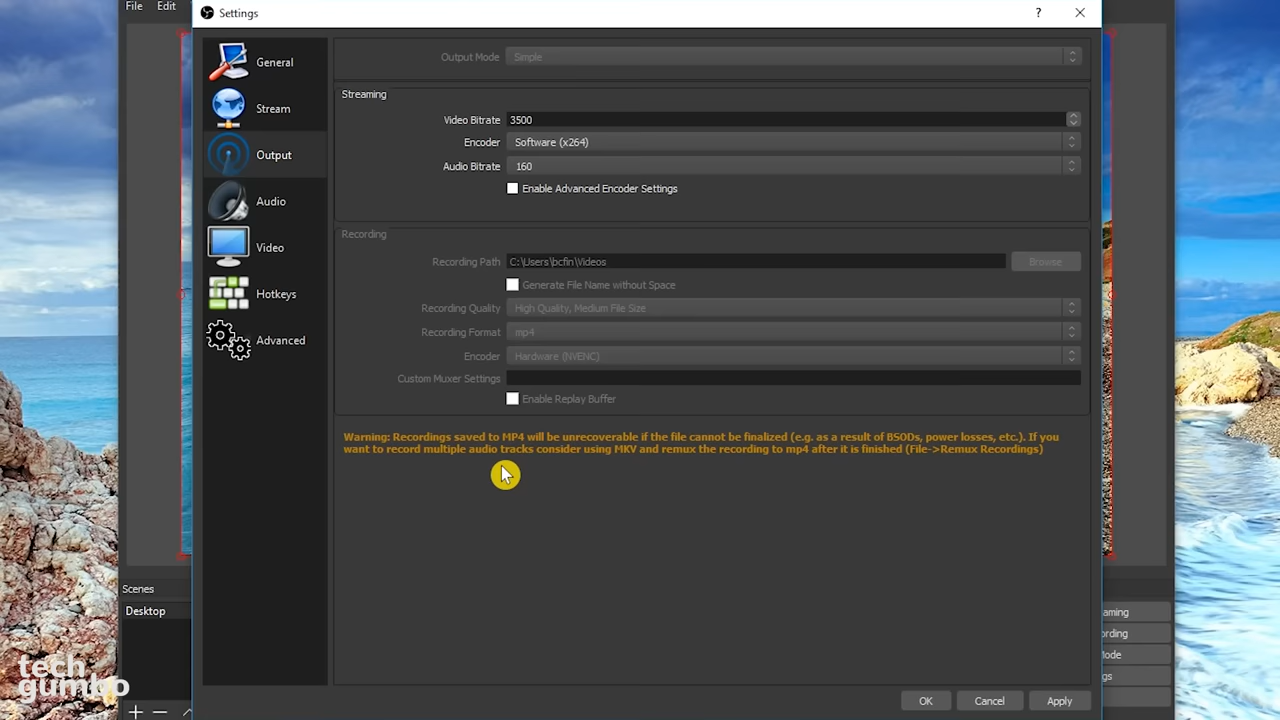 File Edit
Settings
?
General
Stream
Output
Audio
Video
Hotkeys
Advanced
Output Mode Simple
Streaming
Video Bitrate 3500
Encoder Software (x264)
Audio Bitrate 160
Enable Advanced Encoder Settings
Recording
Recording Path C:\Users\bcfin\Videos Browse
Generate File Name without Space
Recording Quality High Quality, Medium File Size
Recording Format mp4
Encoder Hardware (NVENC)
Custom Muxer Settings
Enable Replay Buffer
Warning: Recordings saved to MP4 will be unrecoverable if the file cannot be finalized (e.g. as a result of BSODs, power losses, etc.). If you
want to record multiple audio tracks consider using MKV and remux the recording to mp4 after it is finished (File->Remux Recordings)
Scenes
Desktop
aming
ording
Mode
gs
OK Cancel Apply
tech
gumbo